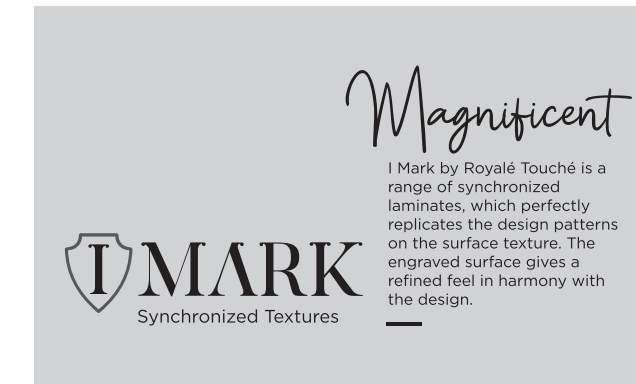 Magnificent
I Mark by Royalé Touché is a
range of synchronized
laminates, which perfectly
replicates the design patterns
on the surface texture. The
engraved surface gives a
refined feel in harmony with
the design.
I MARK
Synchronized Textures